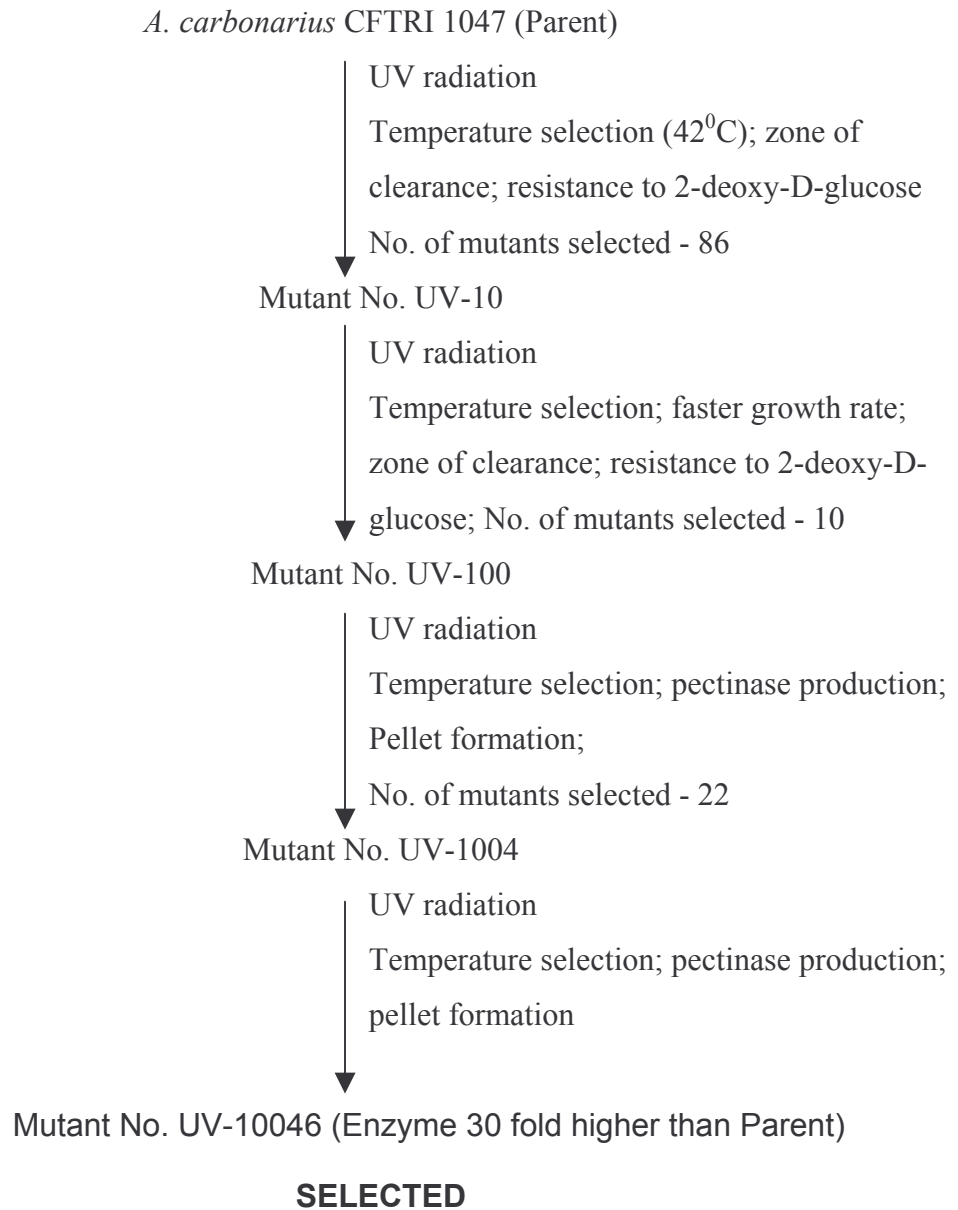 A. carbonarius CFTRI 1047 (Parent)
UV radiation
Temperature selection (42⁰C); zone of
clearance; resistance to 2-deoxy-D-glucose
No. of mutants selected - 86
Mutant No. UV-10
UV radiation
Temperature selection; faster growth rate;
zone of clearance; resistance to 2-deoxy-D-
glucose; No. of mutants selected - 10
Mutant No. UV-100
UV radiation
Temperature selection; pectinase production;
Pellet formation;
No. of mutants selected - 22
Mutant No. UV-1004
UV radiation
Temperature selection; pectinase production;
pellet formation
Mutant No. UV-10046 (Enzyme 30 fold higher than Parent)
SELECTED